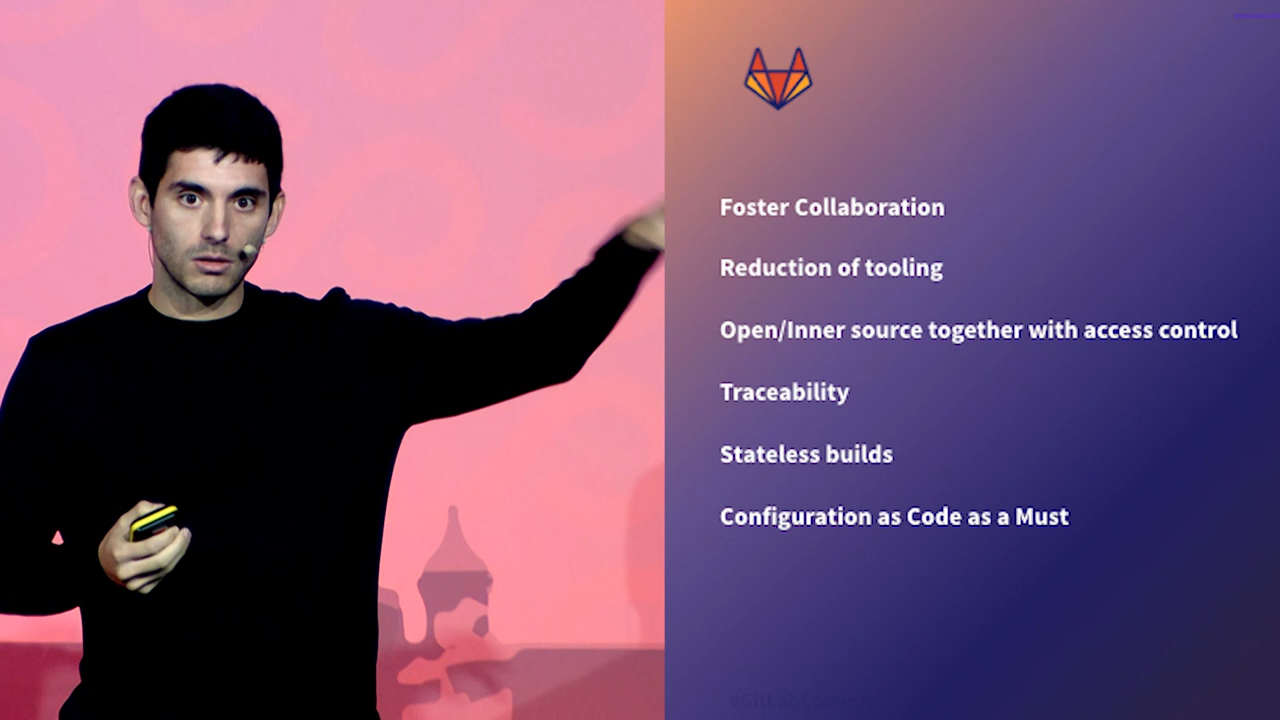 Foster Collaboration
Reduction of tooling
Open/Inner source together with access control
Traceability
Stateless builds
Configuration as Code as a Must